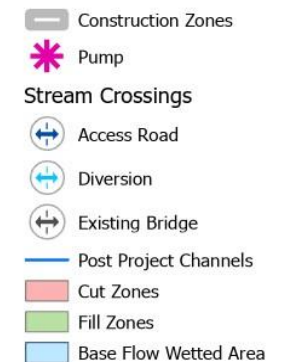 Construction Zones
Pump
Stream Crossings
Access Road
Diversion
Existing Bridge
Post Project Channels
Cut Zones
Fill Zones
Base Flow Wetted Area